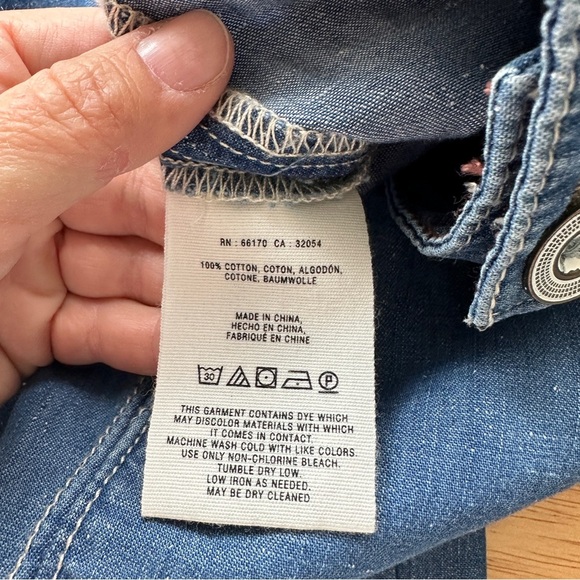 RN : 66170 CA : 32054
100% COTTON, COTON, ALGODÓN,
COTONE, BAUMWOLLE
MADE IN CHINA,
HECHO EN CHINA,
FABRIQUÉ EN CHINE
30 P
THIS GARMENT CONTAINS DYE WHICH
MAY DISCOLOR MATERIALS WITH WHICH
IT COMES IN CONTACT.
MACHINE WASH COLD WITH LIKE COLORS.
USE ONLY NON-CHLORINE BLEACH.
TUMBLE DRY LOW.
LOW IRON AS NEEDED.
MAY BE DRY CLEANED